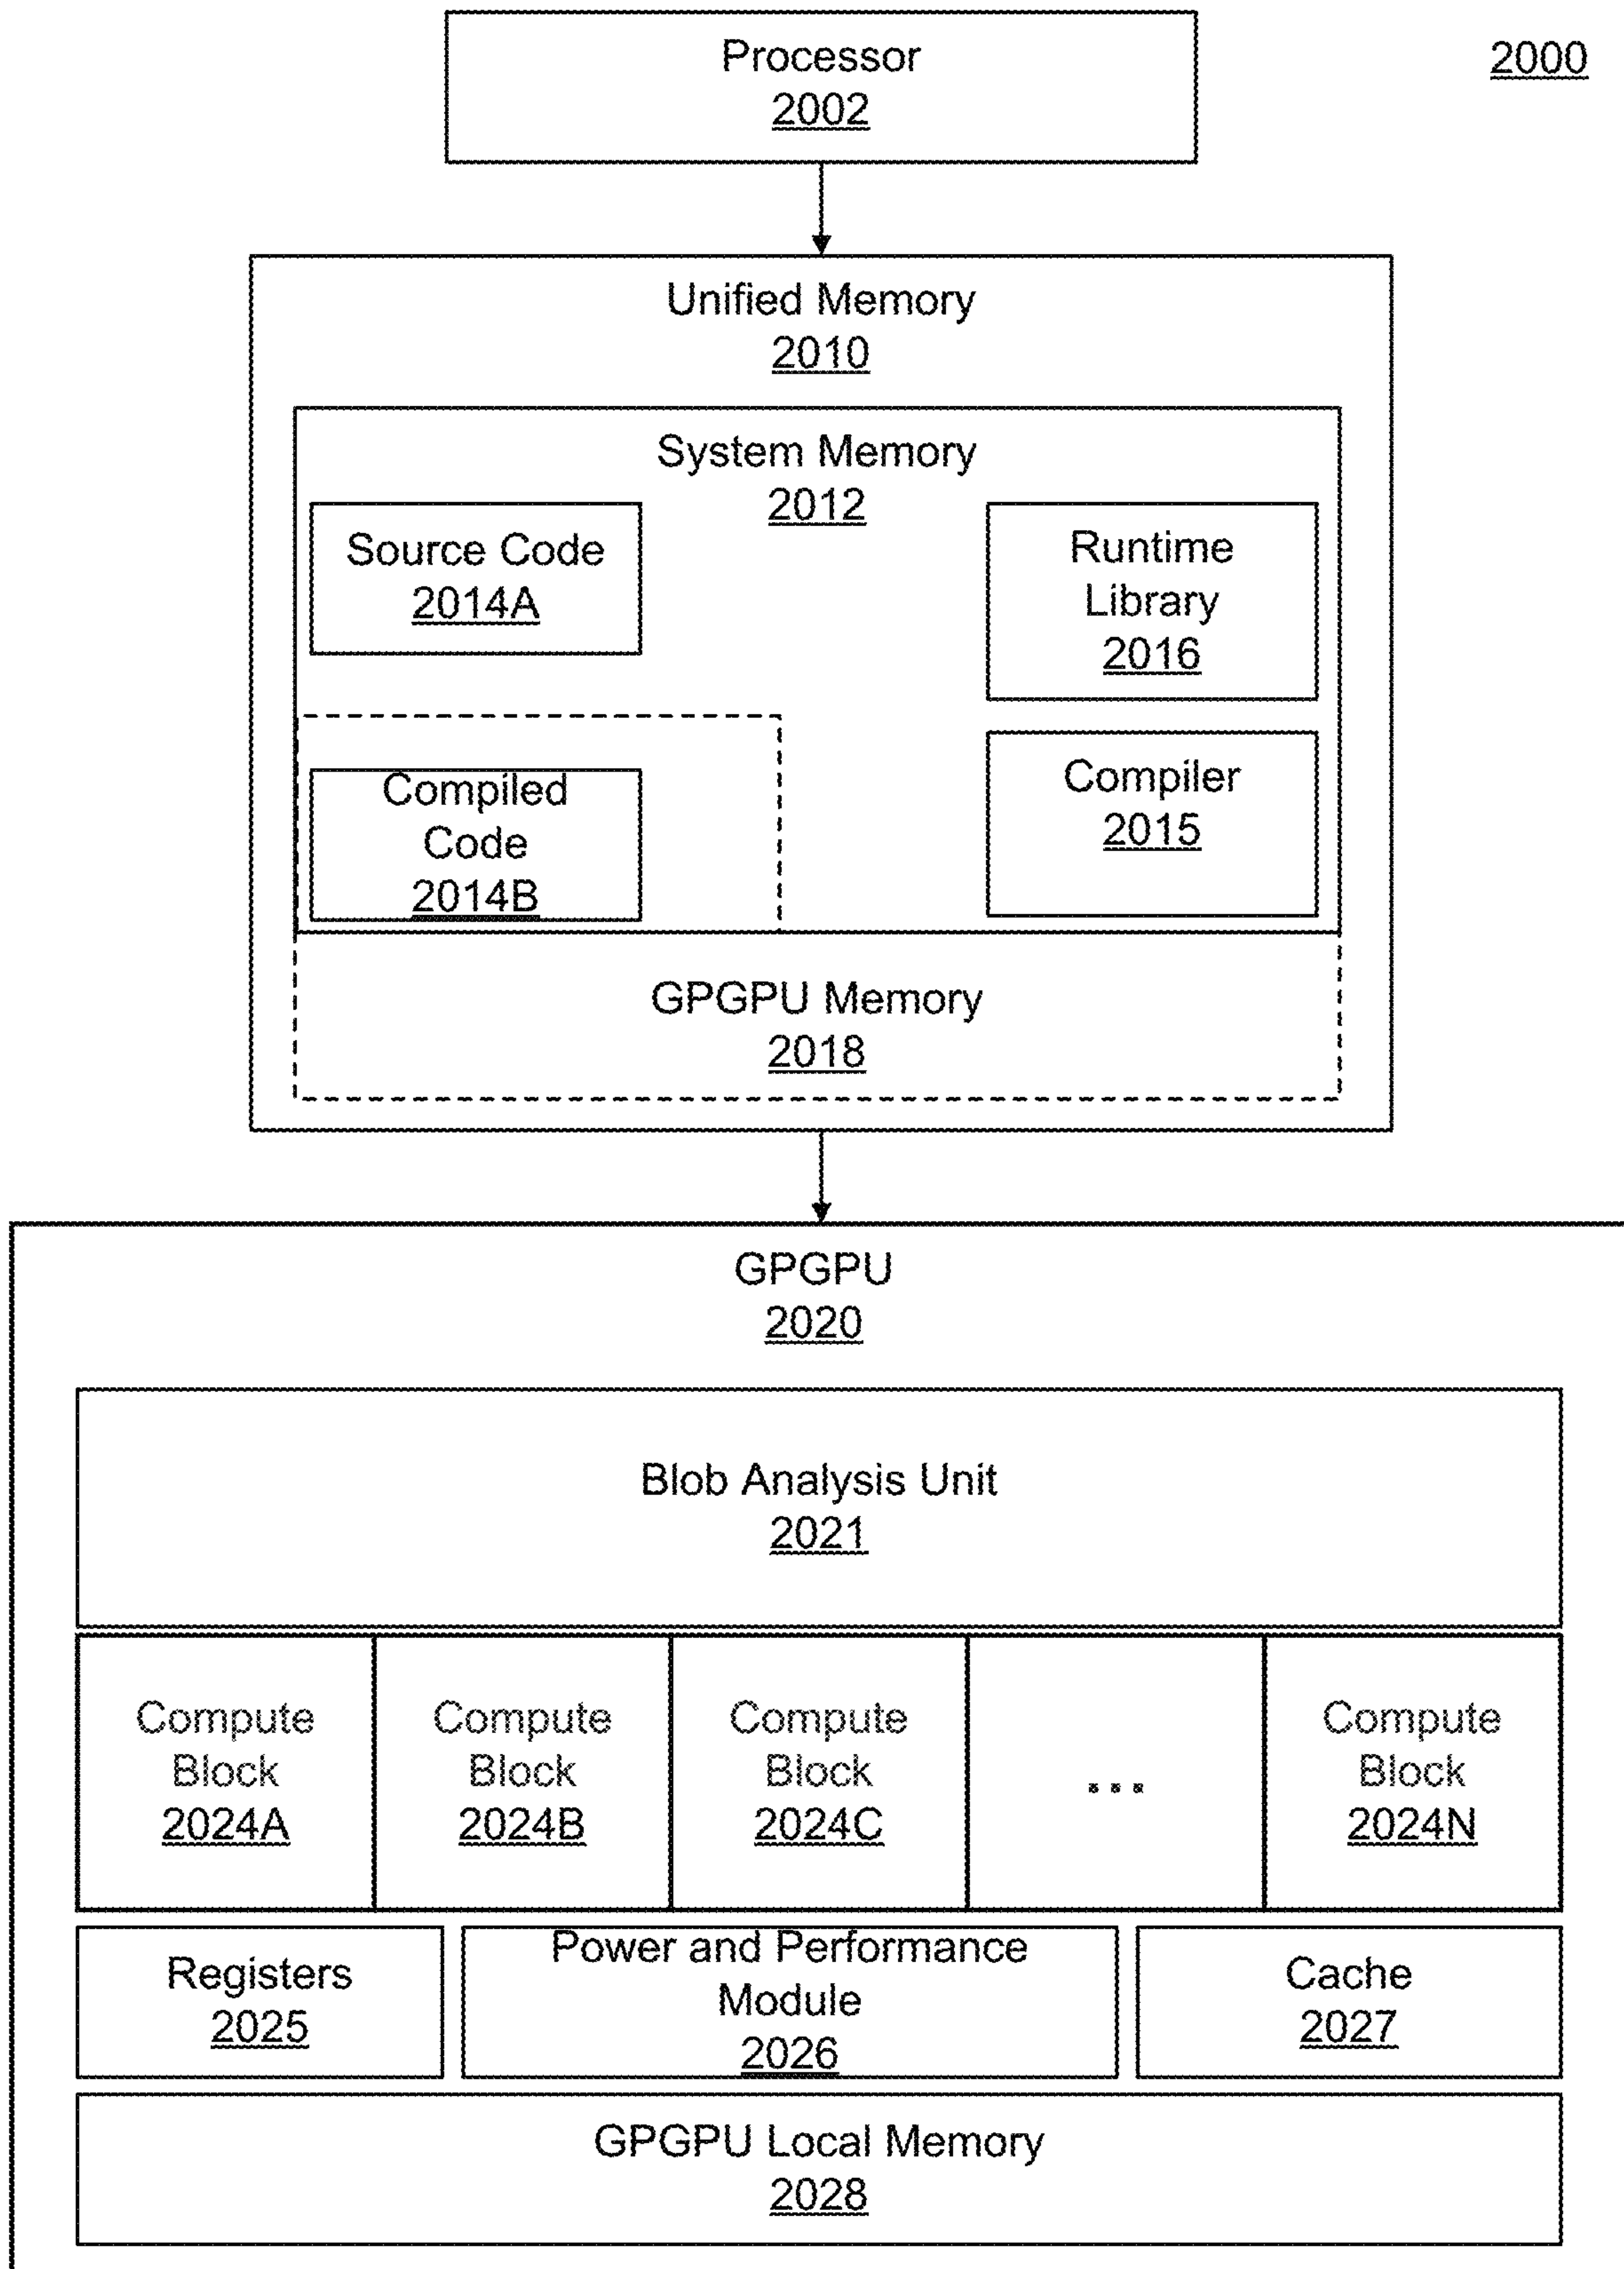 Processor
2002
2000
Unified Memory
2010
System Memory
2012
Source Code
2014A
Runtime
Library
2016
Compiled
Code
2014B
Compiler
2015
GPGPU Memory
2018
GPGPU
2020
Blob Analysis Unit
2021
Compute
Block
2024A
Compute
Block
2024B
Compute
Block
2024C
...
Compute
Block
2024N
Registers
2025
Power and Performance
Module
2026
Cache
2027
GPGPU Local Memory
2028